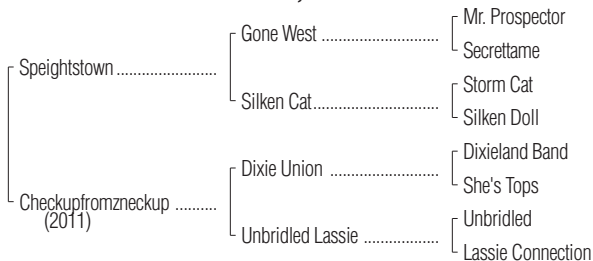 Mr. Prospector
Gone West ..............................
Secrettame
Speightstown .........................
Storm Cat
Silken Cat................................
Silken Doll
Dixieland Band
Dixie Union ............................
She's Tops
Checkupfromzneckup ..........
(2011)
Unbridled
Unbridled Lassie ...................
Lassie Connection